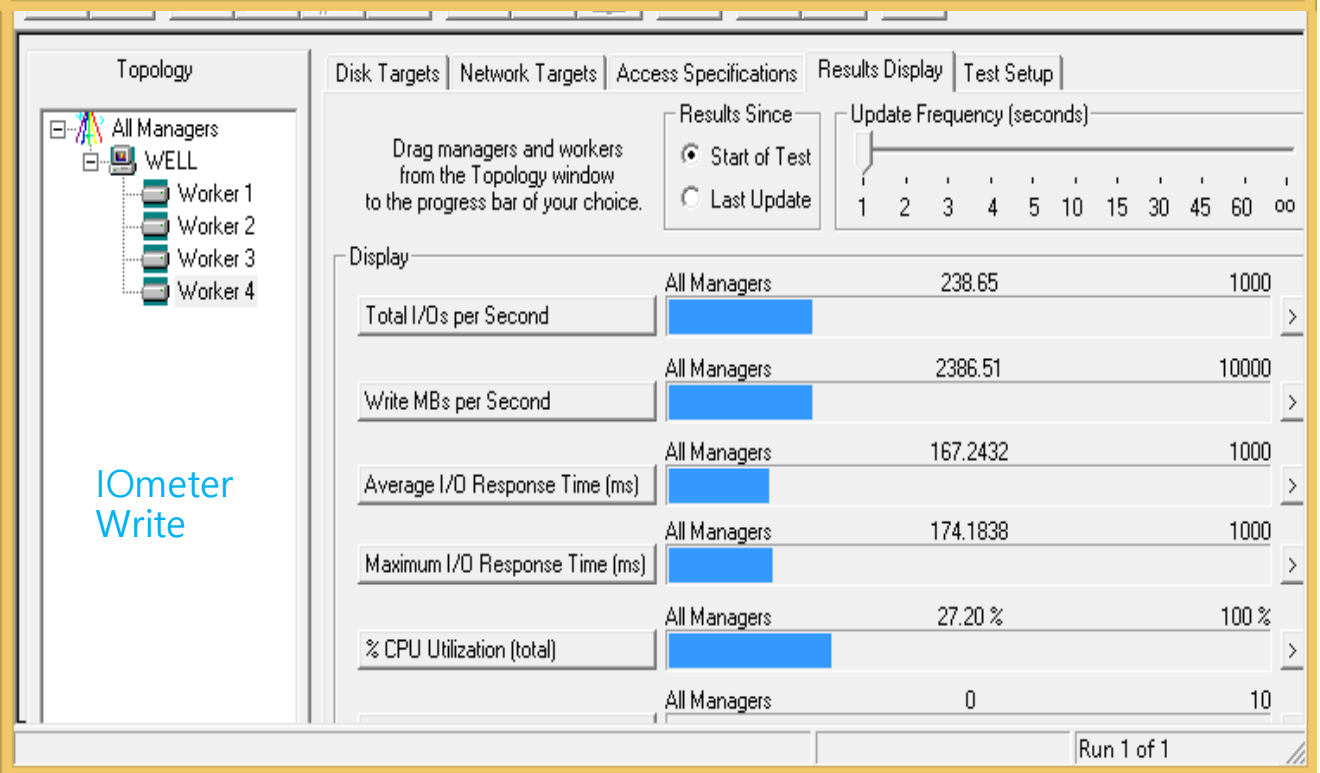 Topology
All Managers
WELL
Worker 1
Worker 2
Worker 3
Worker 4
IOmeter
Write
Disk Targets
Network Targets
Access Specifications
Results Display
Test Setup
Drag managers and workers
from the Topology window
to the progress bar of your choice.
Results Since
Start of Test
Last Update
Update Frequency (seconds)
1 2 3 4 5 10 15 30 45 60 oo
Display
All Managers 238.65 1000
Total I/Os per Second
>
All Managers 2386.51 10000
Write MBs per Second
>
All Managers 167.2432 1000
Average I/O Response Time (ms)
>
All Managers 174.1838 1000
Maximum I/O Response Time (ms)
>
All Managers 27.20 % 100 %
% CPU Utilization (total)
>
All Managers 0 10
Run 1 of 1